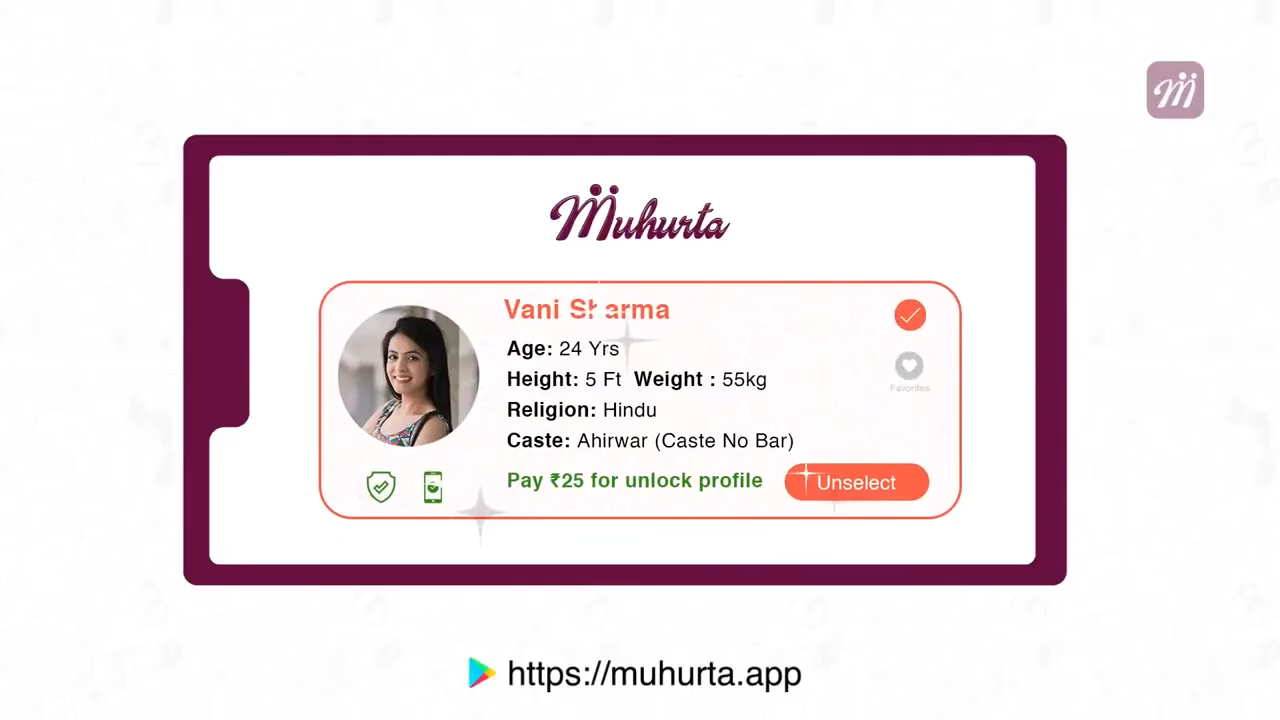 m
Muhurta
Vani Sharma
Age: 24 Yrs
Height: 5 Ft Weight : 55kg
Favorites
Religion: Hindu
Caste: Ahirwar (Caste No Bar)
Pay ₹25 for unlock profile
Unselect
https://muhurta.app